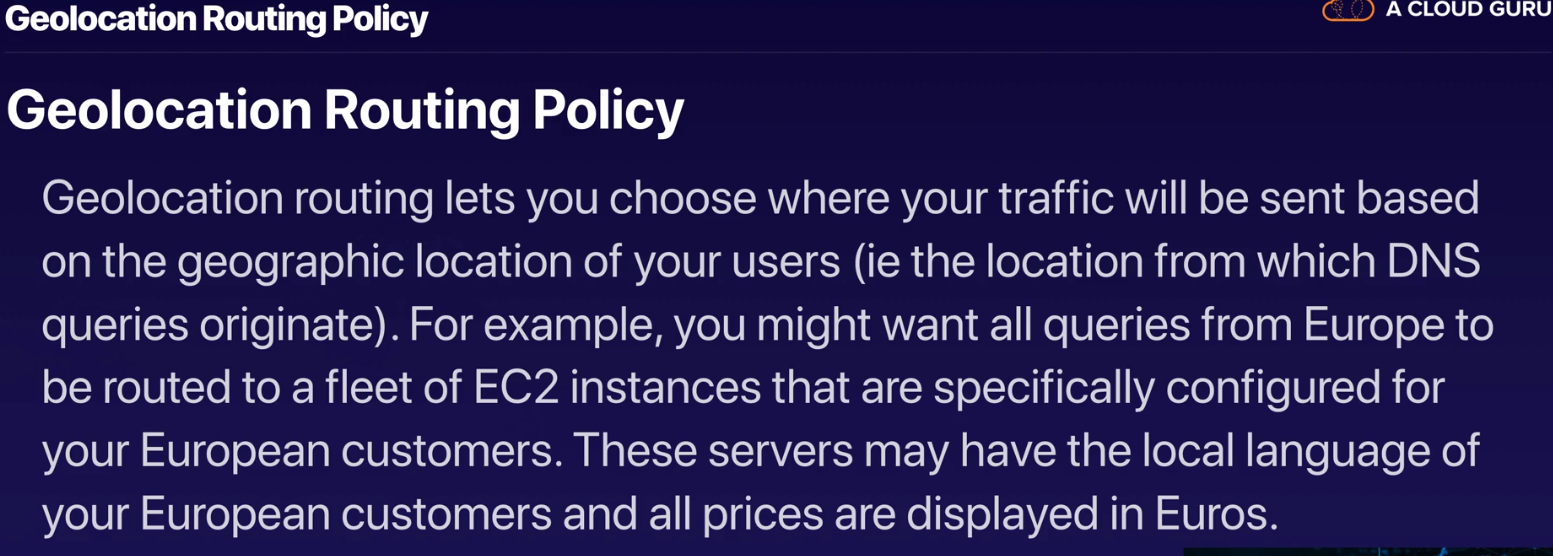 Geolocation Routing Policy
A CLOUD GURU
Geolocation Routing Policy
Geolocation routing lets you choose where your traffic will be sent based
on the geographic location of your users (ie the location from which DNS
queries originate). For example, you might want all queries from Europe to
be routed to a fleet of EC2 instances that are specifically configured for
your European customers. These servers may have the local language of
your European customers and all prices are displayed in Euros.